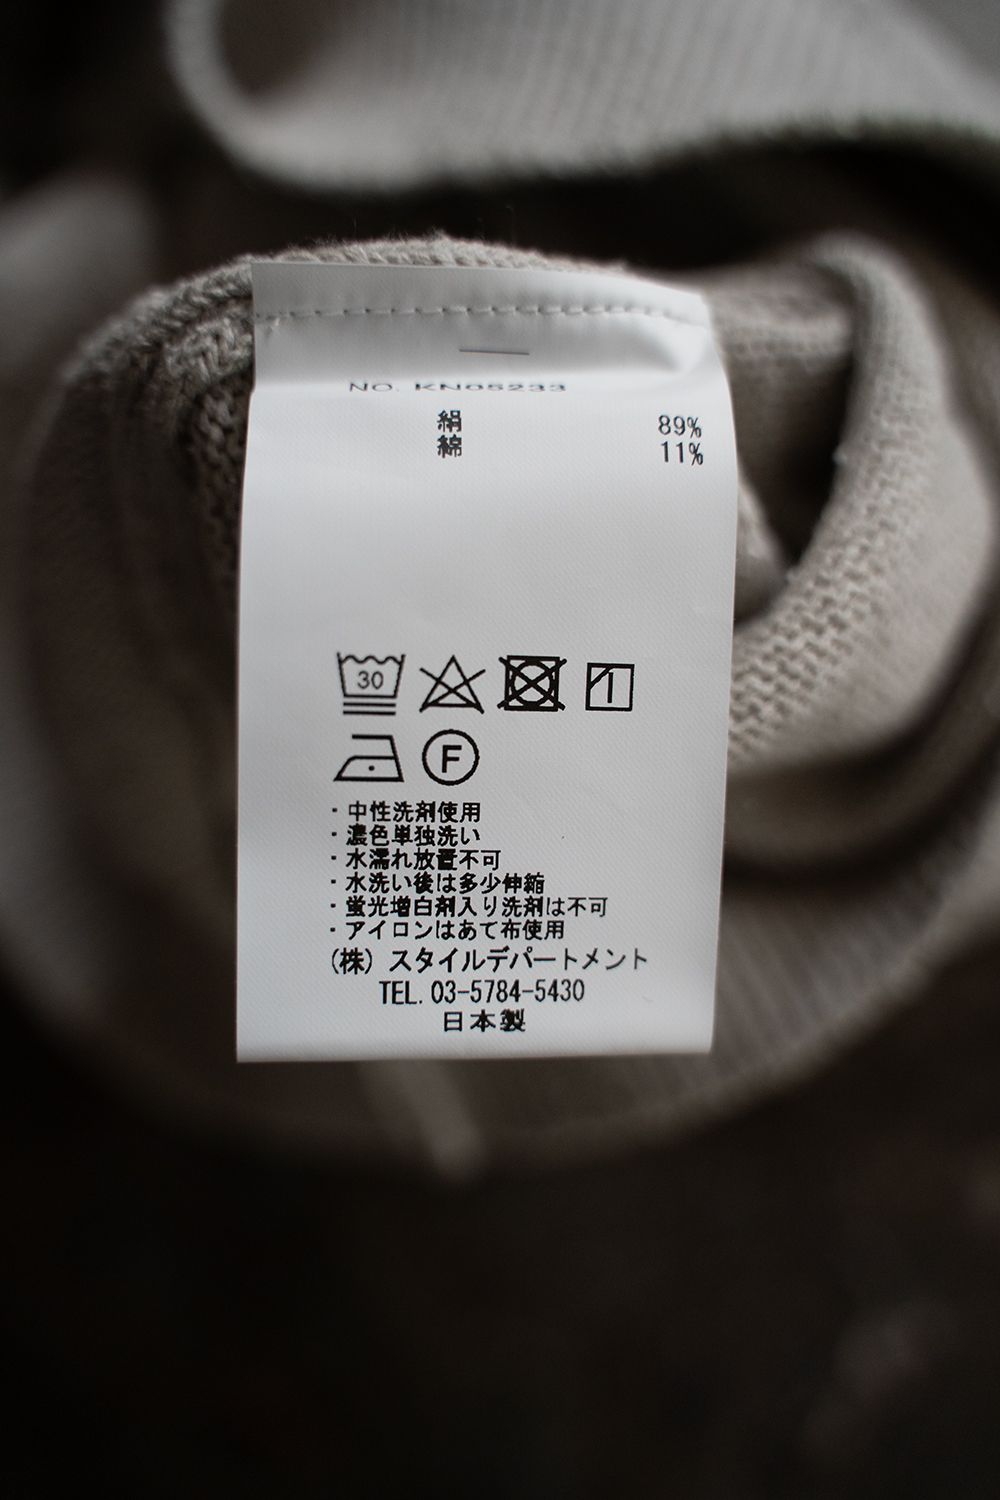 NO. KN05233
絹 89%
綿 11%
30
F
・中性洗剤使用
・濃色単独洗い
・水濡れ放置不可
・水洗い後は多少伸縮
・蛍光増白剤入り洗剤は不可
・アイロンはあて布使用
(株) スタイルデパートメント
TEL. 03-5784-5430
日本製